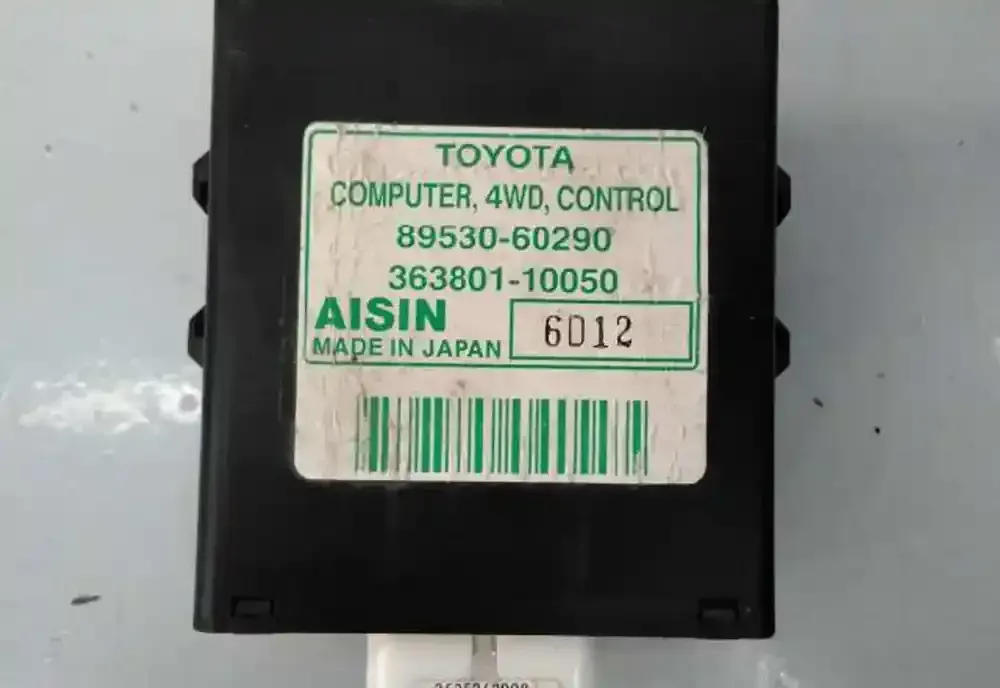 TOYOTA
COMPUTER, 4WD, CONTROL
89530-60290
363801-10050
AISIN
MADE IN JAPAN
6D12